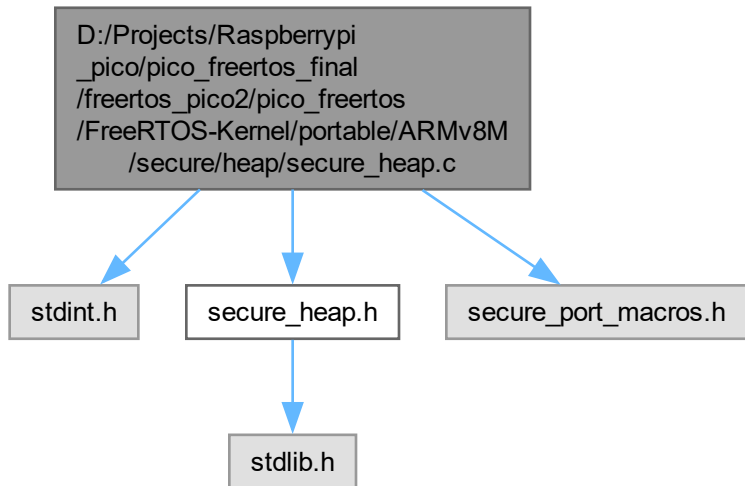 D:/Projects/Raspberrypi
_pico/pico_freertos_final
/freertos_pico2/pico_freertos
/FreeRTOS-Kernel/portable/ARMv8M
/secure/heap/secure_heap.c
stdint.h
secure_heap.h
secure_port_macros.h
stdlib.h